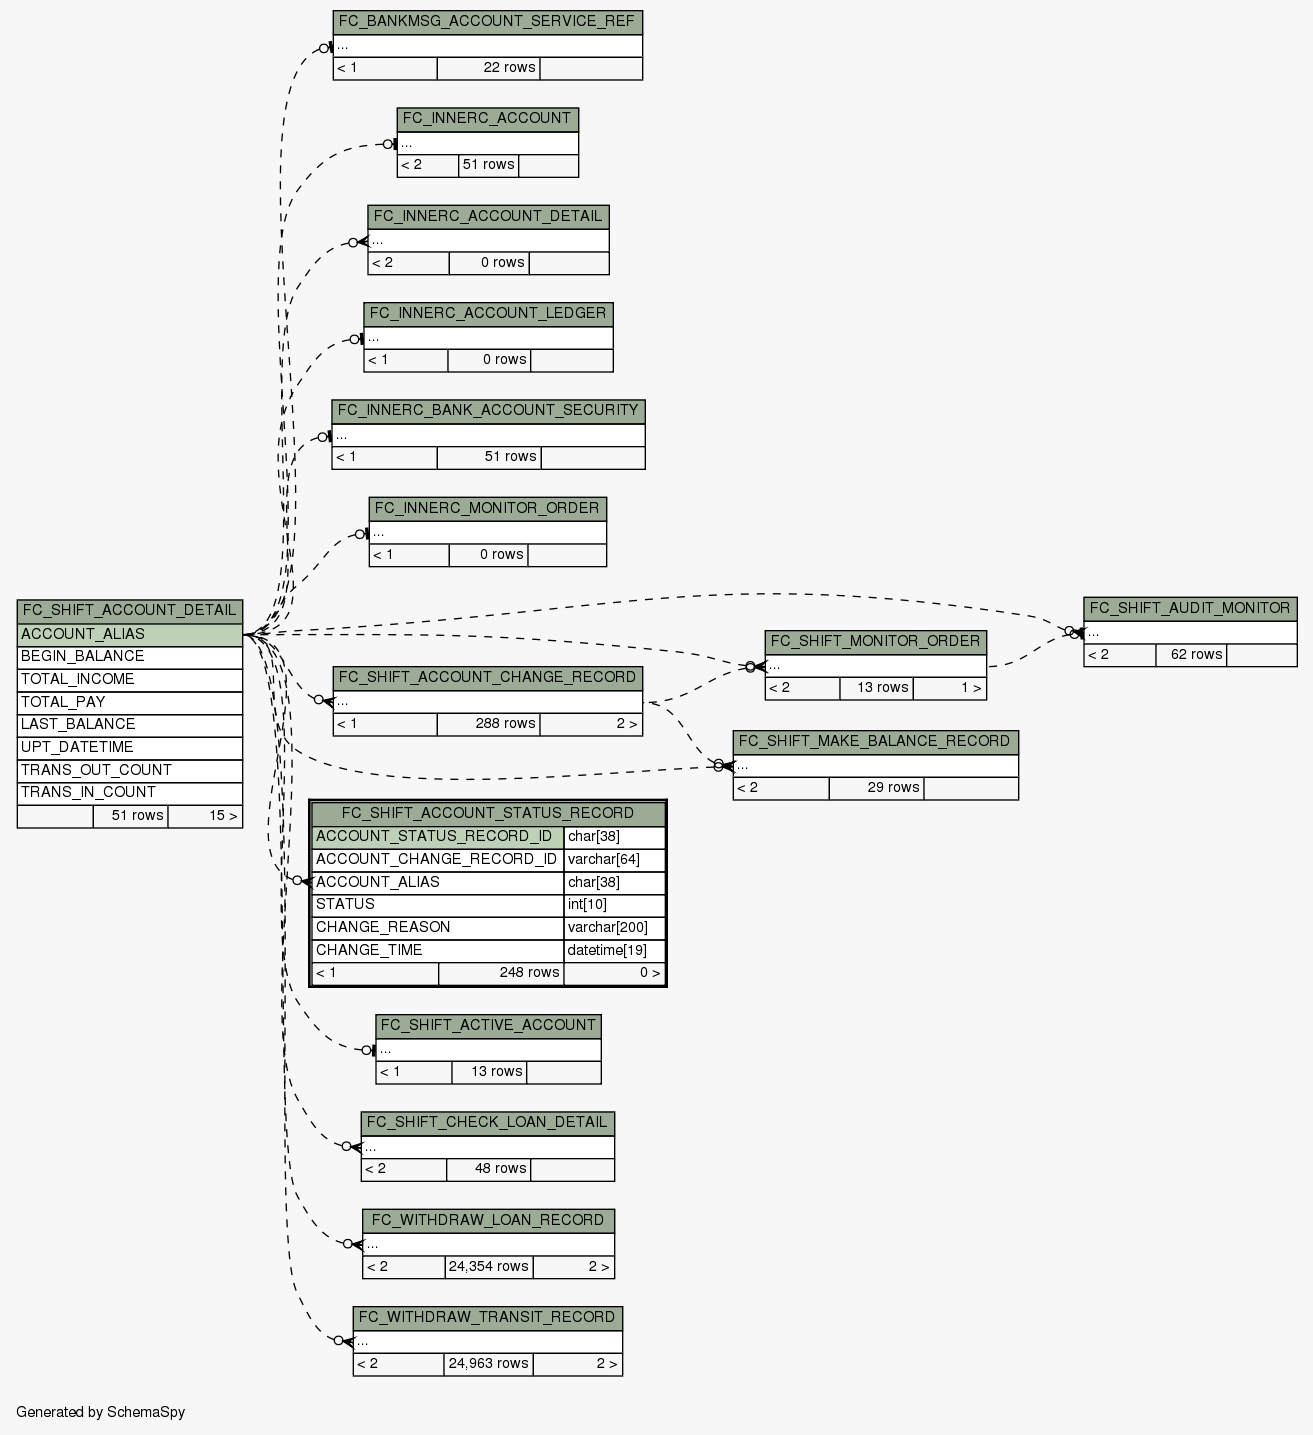 FC_BANKMSG_ACCOUNT_SERVICE_REF
...
< 1 22 rows
FC_INNERC_ACCOUNT
...
< 2 51 rows
FC_INNERC_ACCOUNT_DETAIL
...
< 2 0 rows
FC_INNERC_ACCOUNT_LEDGER
...
< 1 0 rows
FC_INNERC_BANK_ACCOUNT_SECURITY
...
< 1 51 rows
FC_INNERC_MONITOR_ORDER
...
< 1 0 rows
FC_SHIFT_ACCOUNT_DETAIL
ACCOUNT_ALIAS
BEGIN_BALANCE
TOTAL_INCOME
TOTAL_PAY
LAST_BALANCE
UPT_DATETIME
TRANS_OUT_COUNT
TRANS_IN_COUNT
51 rows 15 >
FC_SHIFT_AUDIT_MONITOR
...
< 2 62 rows
FC_SHIFT_MONITOR_ORDER
...
< 2 13 rows 1 >
FC_SHIFT_ACCOUNT_CHANGE_RECORD
...
< 1 288 rows 2 >
FC_SHIFT_MAKE_BALANCE_RECORD
...
< 2 29 rows
FC_SHIFT_ACCOUNT_STATUS_RECORD
ACCOUNT_STATUS_RECORD_ID char[38]
ACCOUNT_CHANGE_RECORD_ID varchar[64]
ACCOUNT_ALIAS char[38]
STATUS int[10]
CHANGE_REASON varchar[200]
CHANGE_TIME datetime[19]
< 1 248 rows 0 >
FC_SHIFT_ACTIVE_ACCOUNT
...
< 1 13 rows
FC_SHIFT_CHECK_LOAN_DETAIL
...
< 2 48 rows
FC_WITHDRAW_LOAN_RECORD
...
< 2 24,354 rows 2 >
FC_WITHDRAW_TRANSIT_RECORD
...
< 2 24,963 rows 2 >
Generated by SchemaSpy